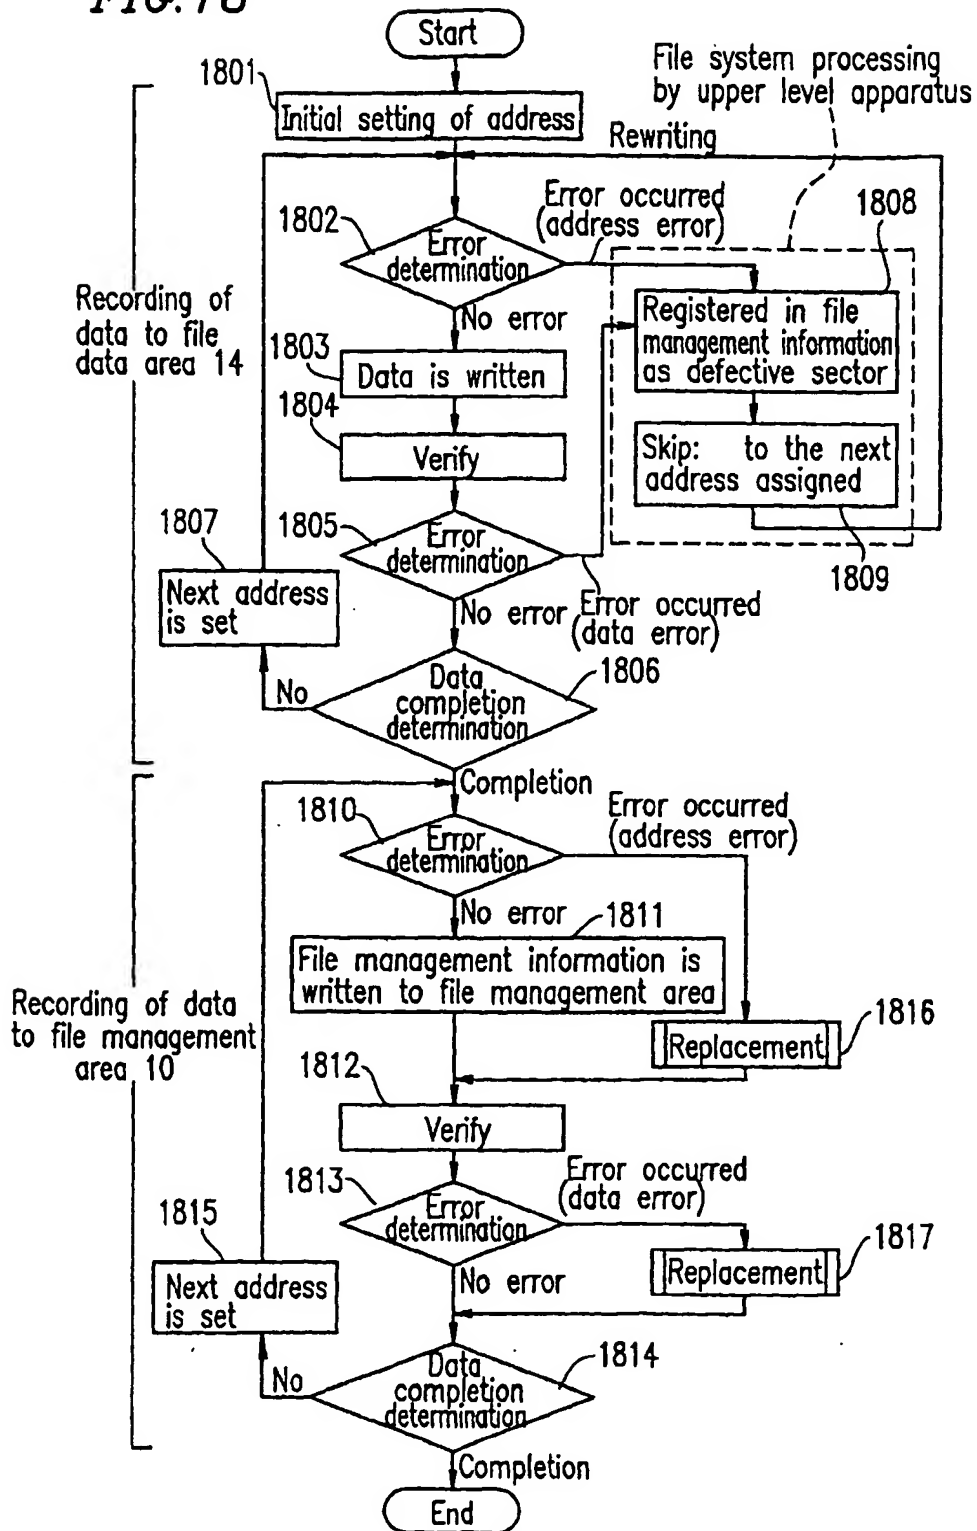 Start
File system processing
by upper level apparatus
1801
Initial setting of address
Rewriting
Error occurred
(address error)
1808
1802
Error
determination
Recording of
data to file
data area 14
No error
Registered in file
management information
as defective sector
1803
Data is written
1804
Verify
Skip: to the next
address assigned
1805
Error
determination
1807
Next address
is set
1809
No error
Error occurred
(data error)
1806
Data
completion
determination
No
Completion
1810
Error
determination
Error occurred
(address error)
No error
1811
File management information is
written to file management area
Recording of data
to file management
area 10
1816
Replacement
1812
Verify
1813
Error
determination
Error occurred
(data error)
1815
Next address
is set
1817
Replacement
No error
1814
Data
completion
determination
No
Completion
End